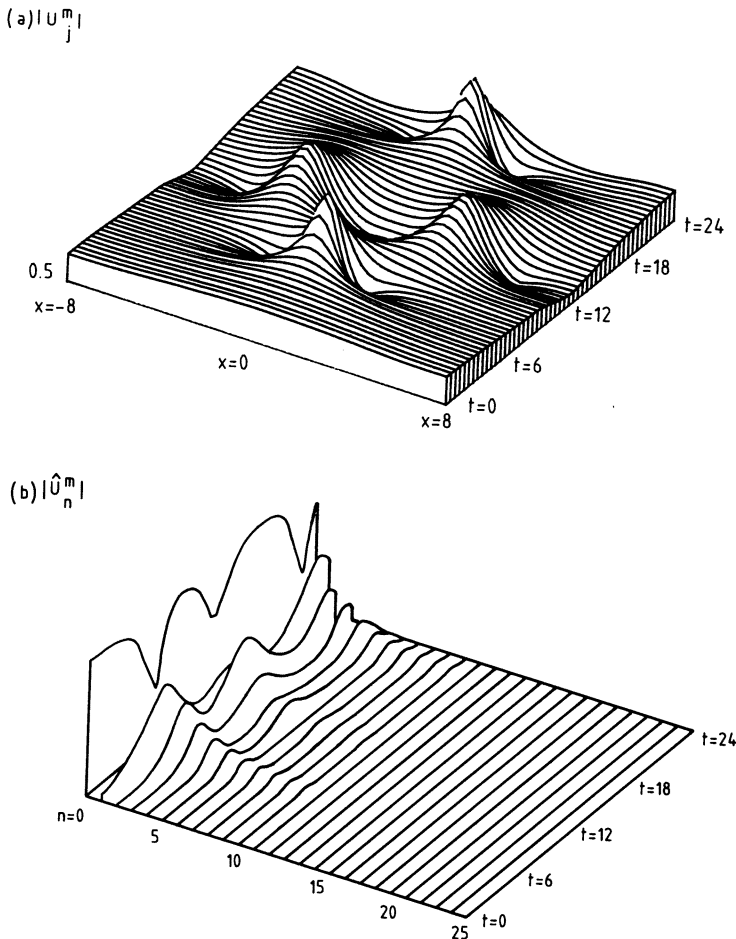 (a) |U^m_j|
0.5
x=-8
x=0
x=8
t=0
t=6
t=12
t=18
t=24
(b) |Û^m_n|
n=0
5
10
15
20
25
t=0
t=6
t=12
t=18
t=24